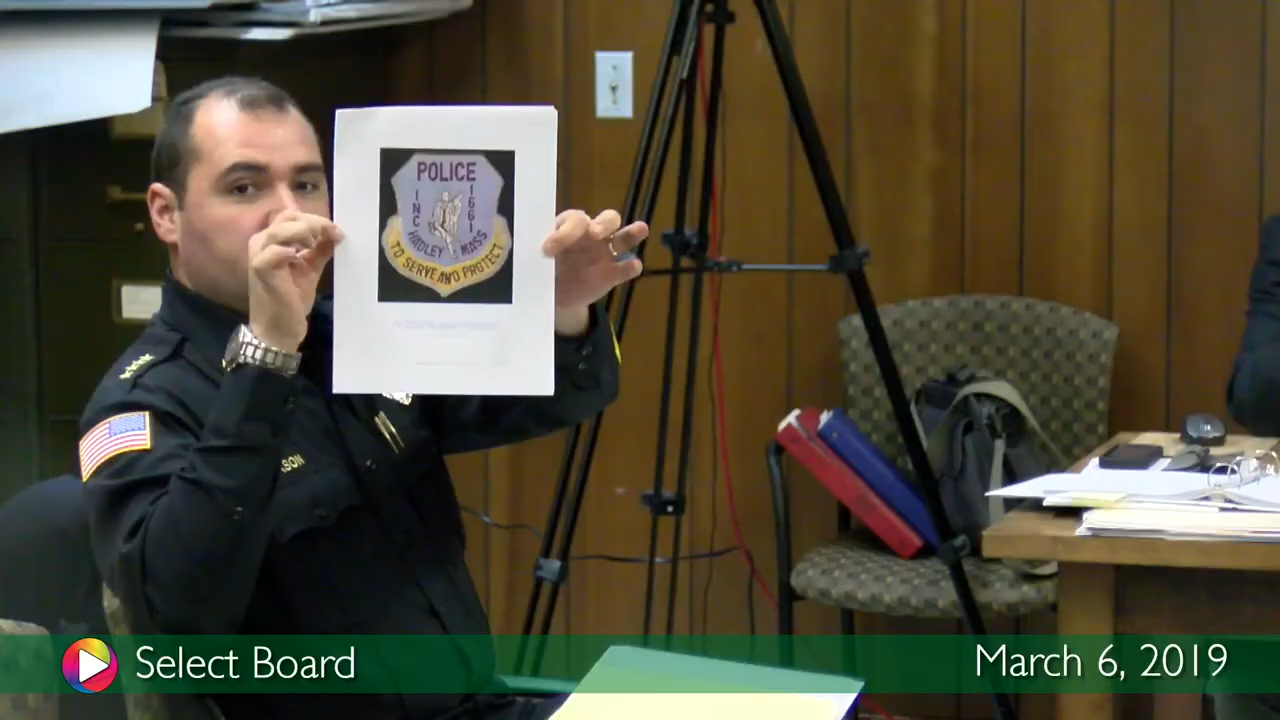 POLICE
INC
1661
HADLEY MASS
TO SERVE AND PROTECT
Select Board
March 6, 2019